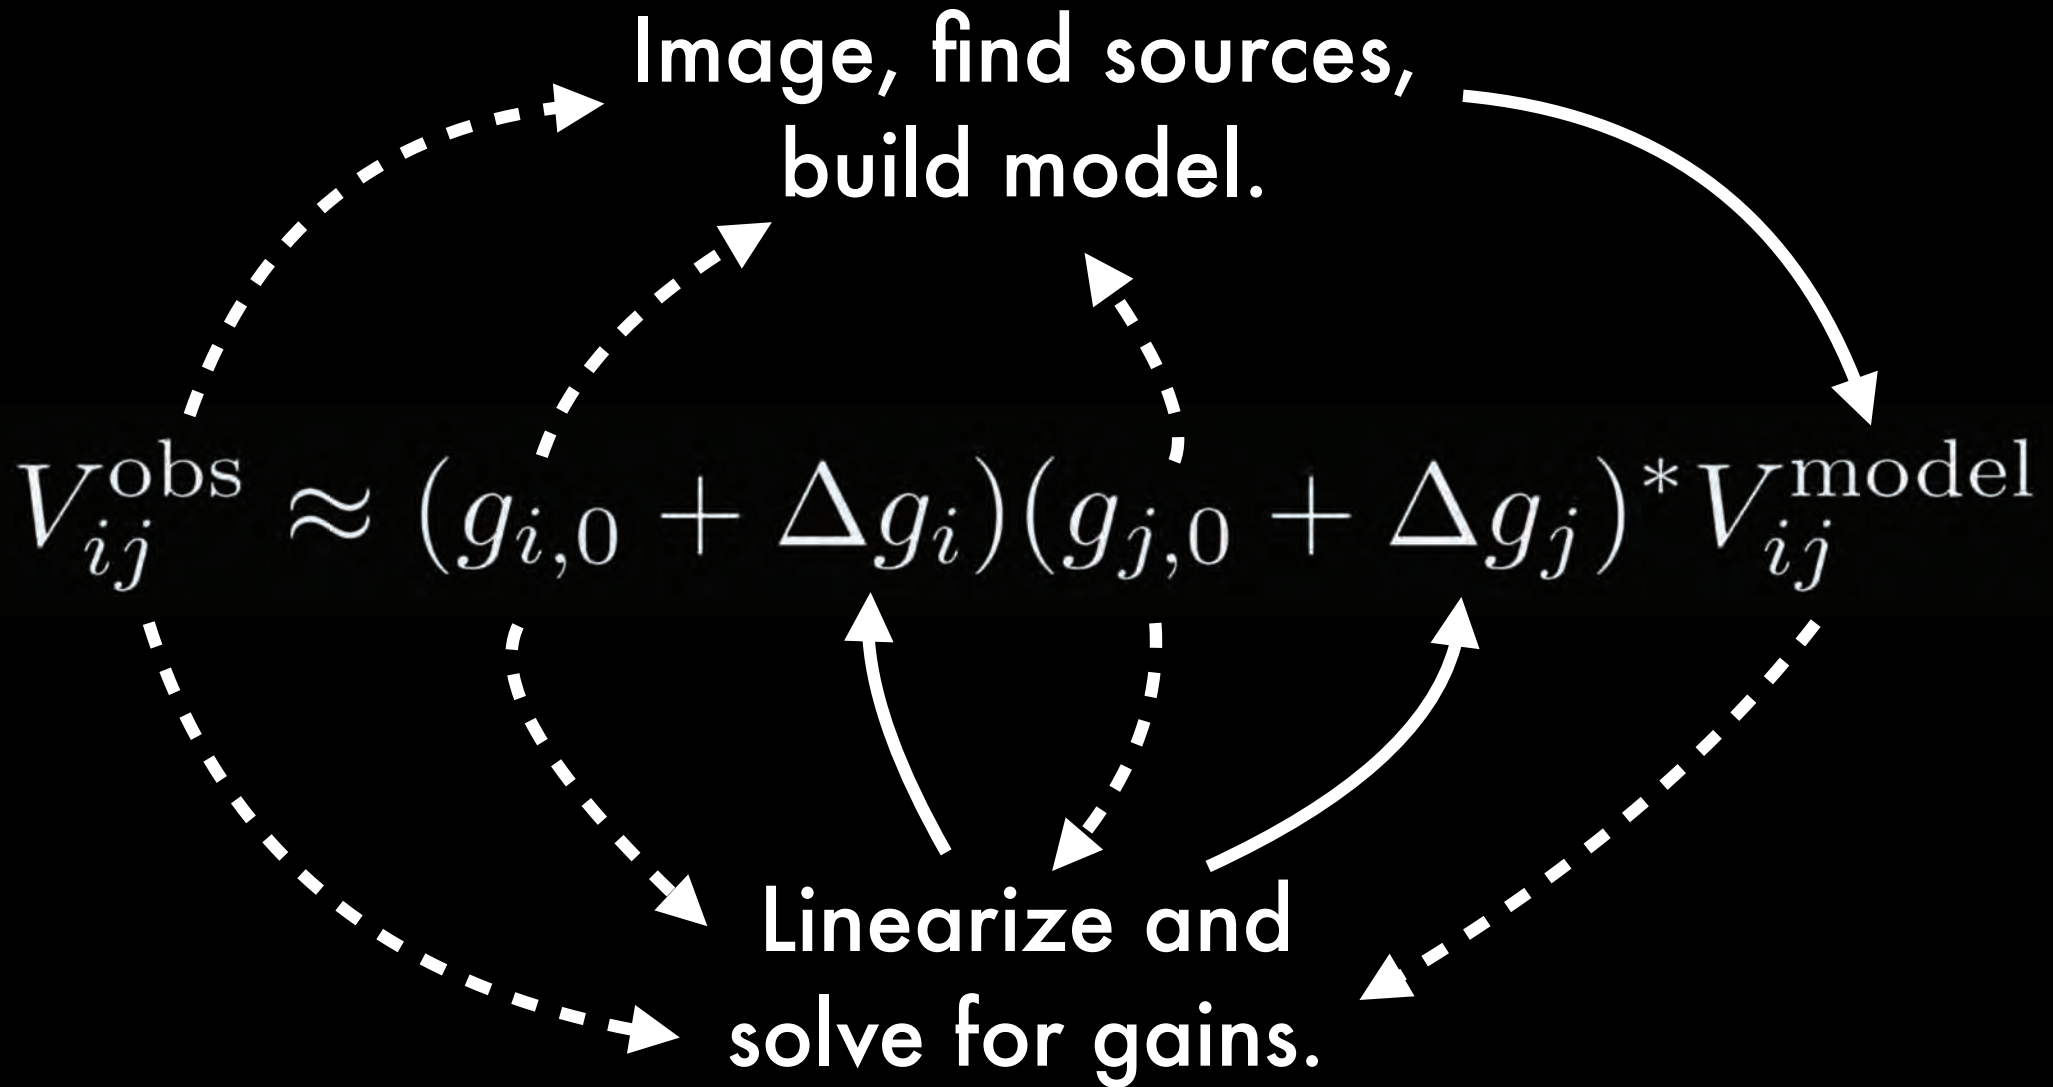 Image, find sources,
build model.
V_{ij}^{obs} ≈ (g_{i,0} + Δg_i)(g_{j,0} + Δg_j)^* V_{ij}^{model}
Linearize and
solve for gains.